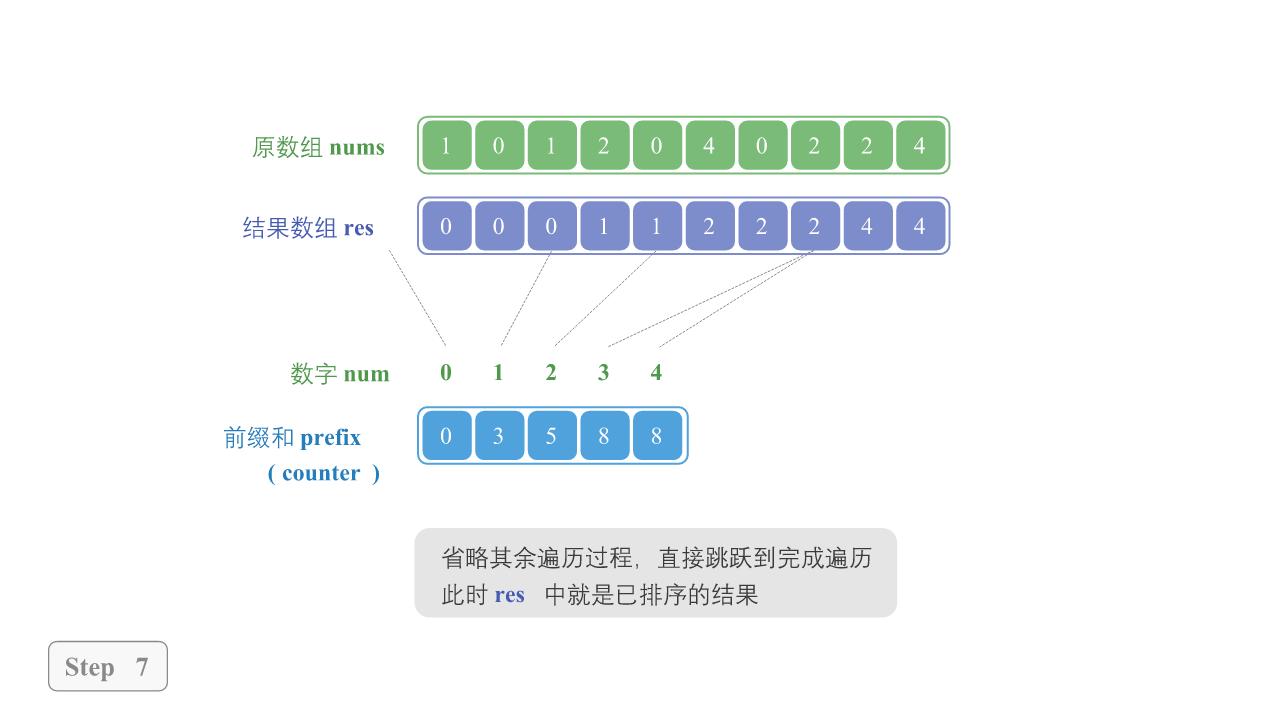 原数组 nums 1 0 1 2 0 4 0 2 2 4
结果数组 res 0 0 0 1 1 2 2 2 4 4
数字 num 0 1 2 3 4
前缀和 prefix 0 3 5 8 8
( counter )
省略其余遍历过程，直接跳跃到完成遍历
此时 res 中就是已排序的结果
Step 7